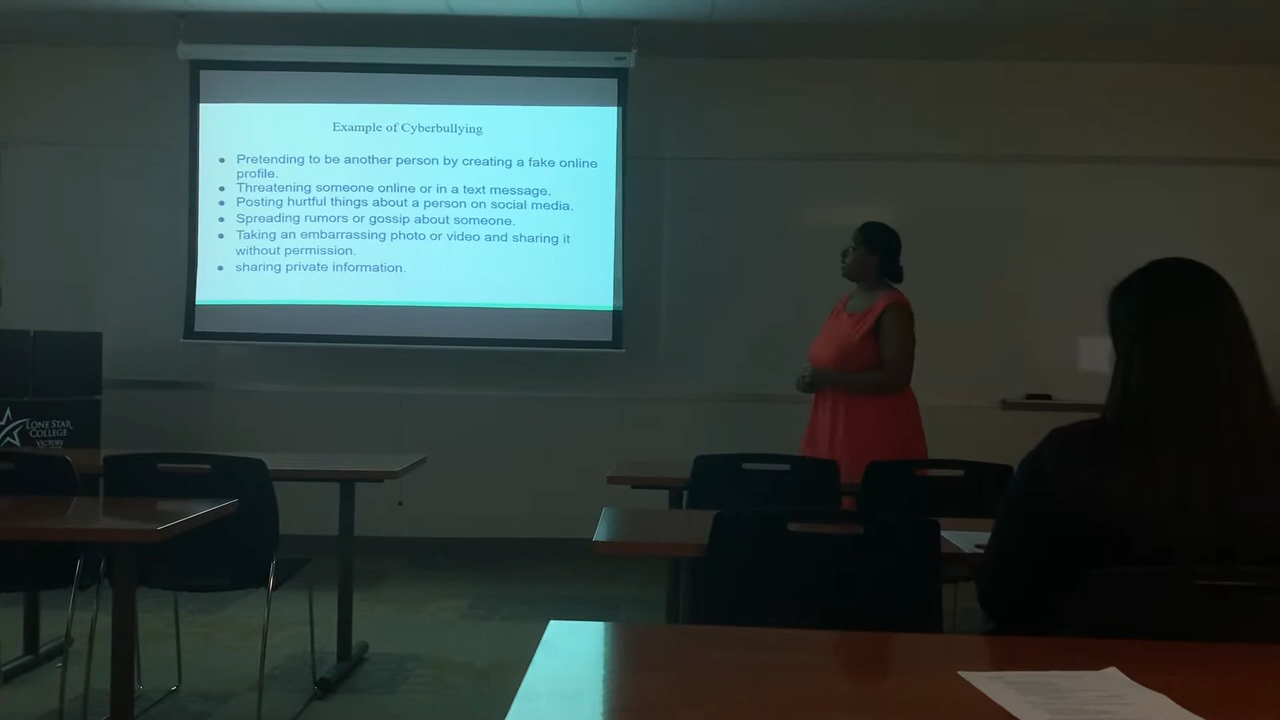 Example of Cyberbullying
Pretending to be another person by creating a fake online
profile.
Threatening someone online or in a text message.
Posting hurtful things about a person on social media.
Spreading rumors or gossip about someone.
Taking an embarrassing photo or video and sharing it
without permission.
sharing private information.
LONE STAR
COLLEGE
VICTORY